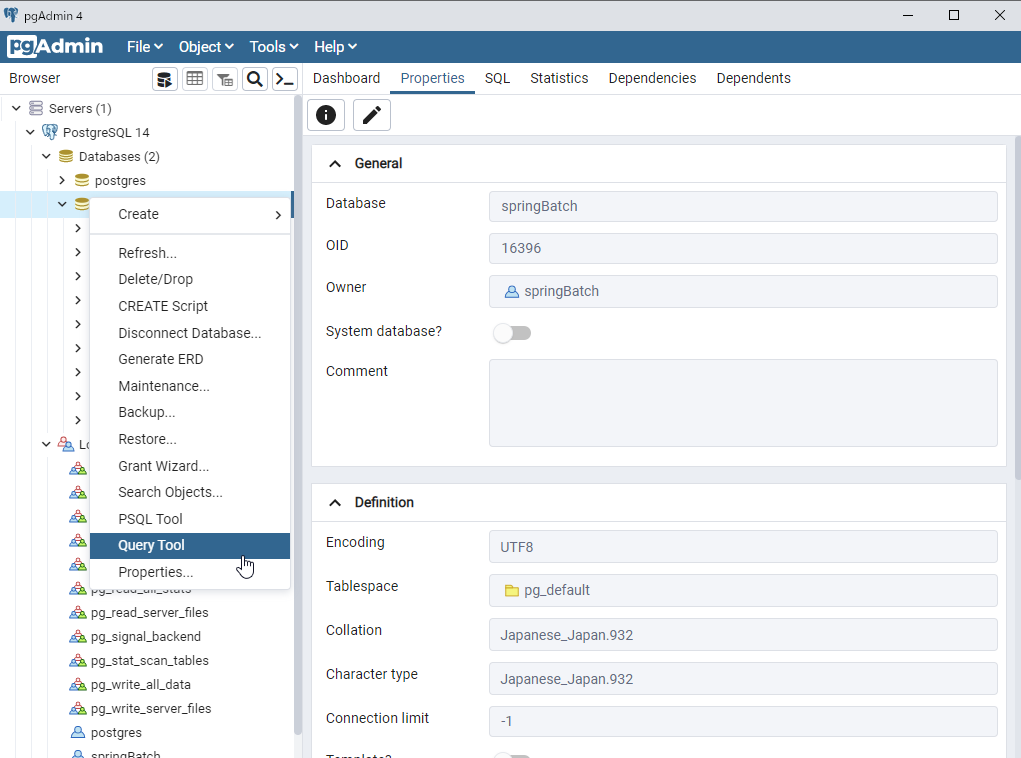 pgAdmin 4
pgAdmin File Object Tools Help
Browser
Dashboard Properties SQL Statistics Dependencies Dependents
Servers (1)
PostgreSQL 14
Databases (2)
postgres
Create
Refresh...
Delete/Drop
CREATE Script
Disconnect Database...
Generate ERD
Maintenance...
Backup...
Restore...
Grant Wizard...
Search Objects...
PSQL Tool
Query Tool
Properties...
Lo
pg_read_all_stats
pg_read_server_files
pg_signal_backend
pg_stat_scan_tables
pg_write_all_data
pg_write_server_files
postgres
springBatch
General
Database springBatch
OID 16396
Owner springBatch
System database?
Comment
Definition
Encoding UTF8
Tablespace pg_default
Collation Japanese_Japan.932
Character type Japanese_Japan.932
Connection limit -1
Template?